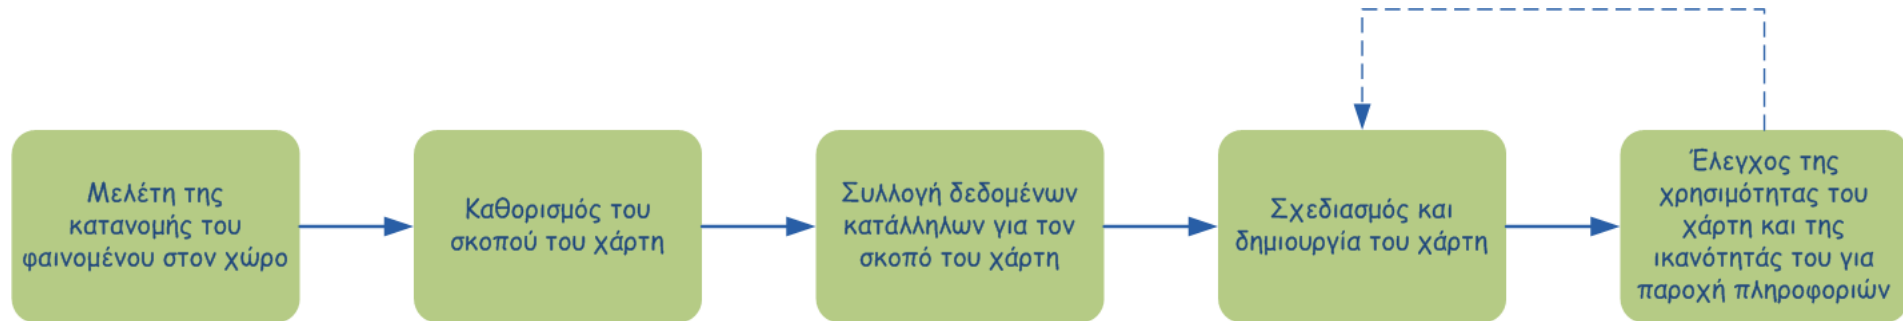 Μελέτη της
κατανομής του
φαινομένου στον χώρο
Καθορισμός του
σκοπού του χάρτη
Συλλογή δεδομένων
κατάλληλων για τον
σκοπό του χάρτη
Σχεδιασμός και
δημιουργία του χάρτη
Έλεγχος της
χρησιμότητας του
χάρτη και της
ικανότητάς του για
παροχή πληροφοριών